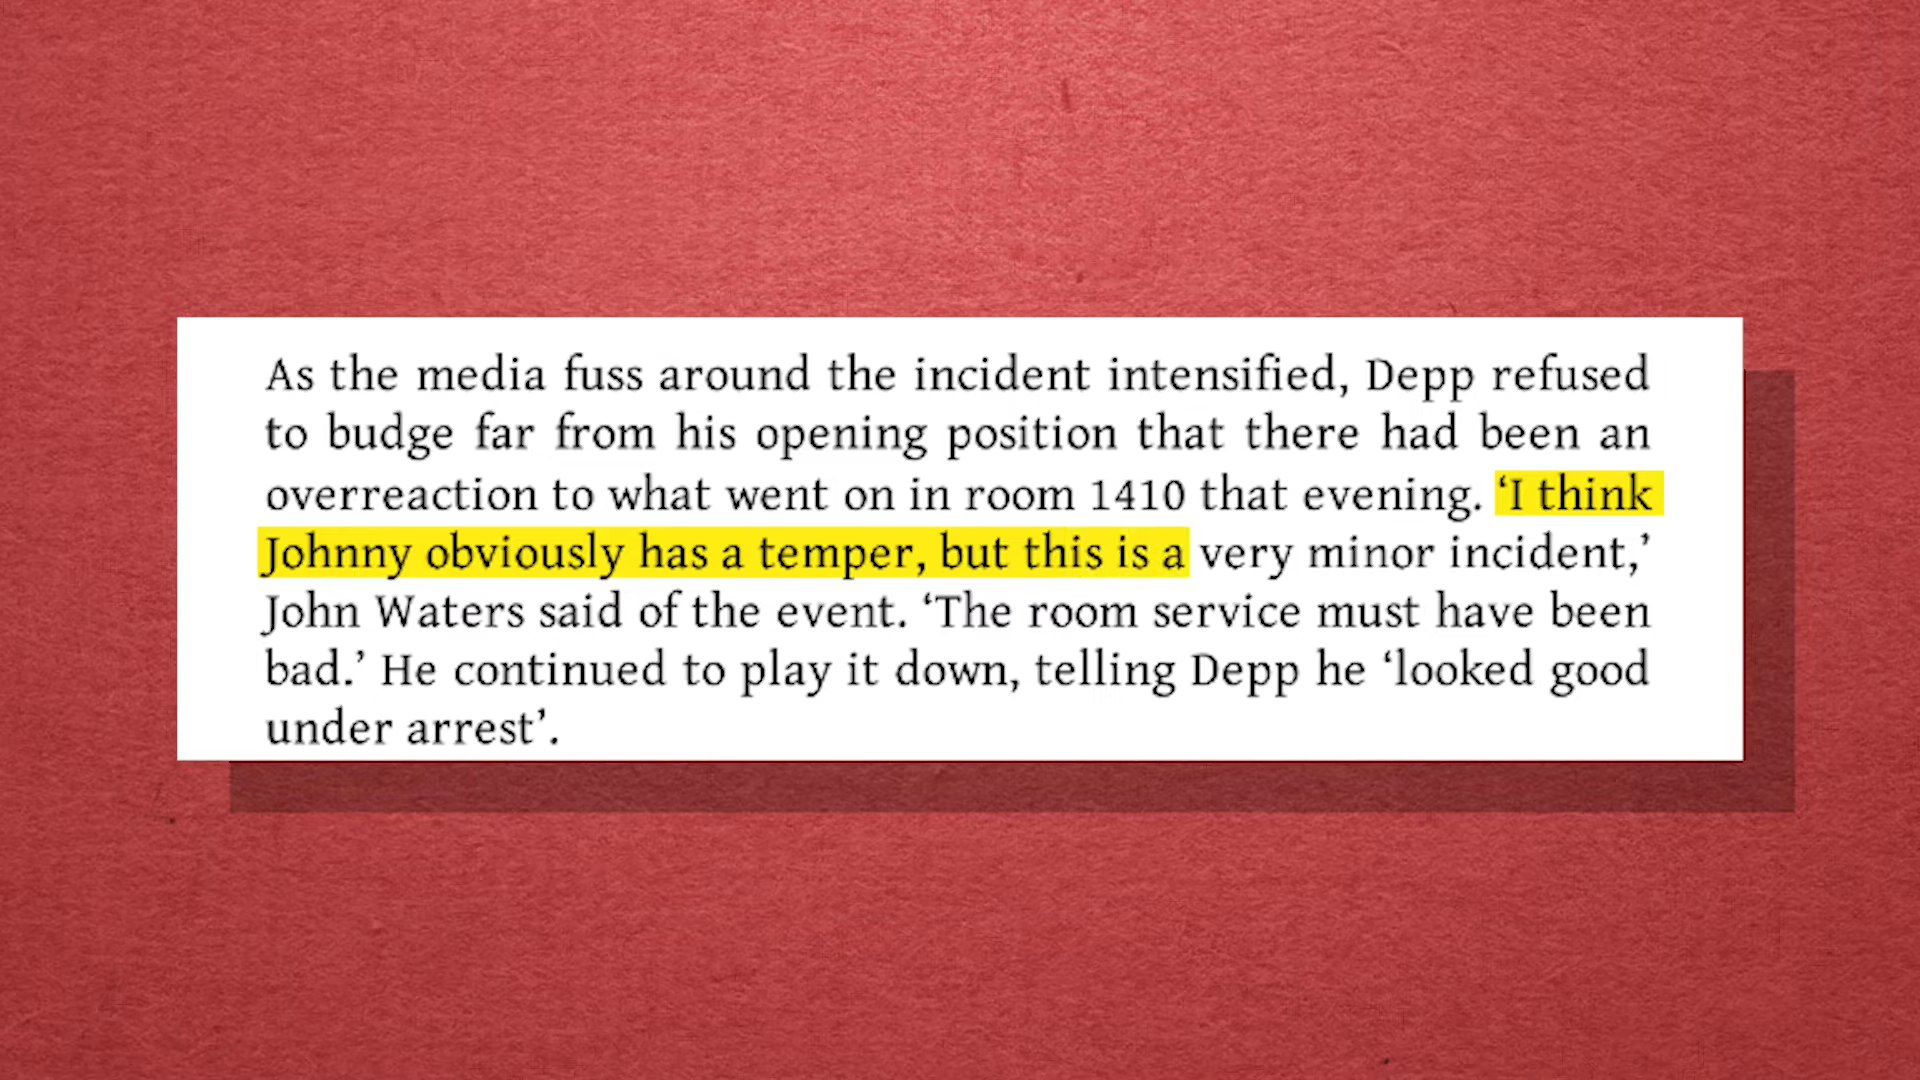 As the media fuss around the incident intensified, Depp refused
to budge far from his opening position that there had been an
overreaction to what went on in room 1410 that evening. ‘I think
Johnny obviously has a temper, but this is a very minor incident,’
John Waters said of the event. ‘The room service must have been
bad.’ He continued to play it down, telling Depp he ‘looked good
under arrest’.